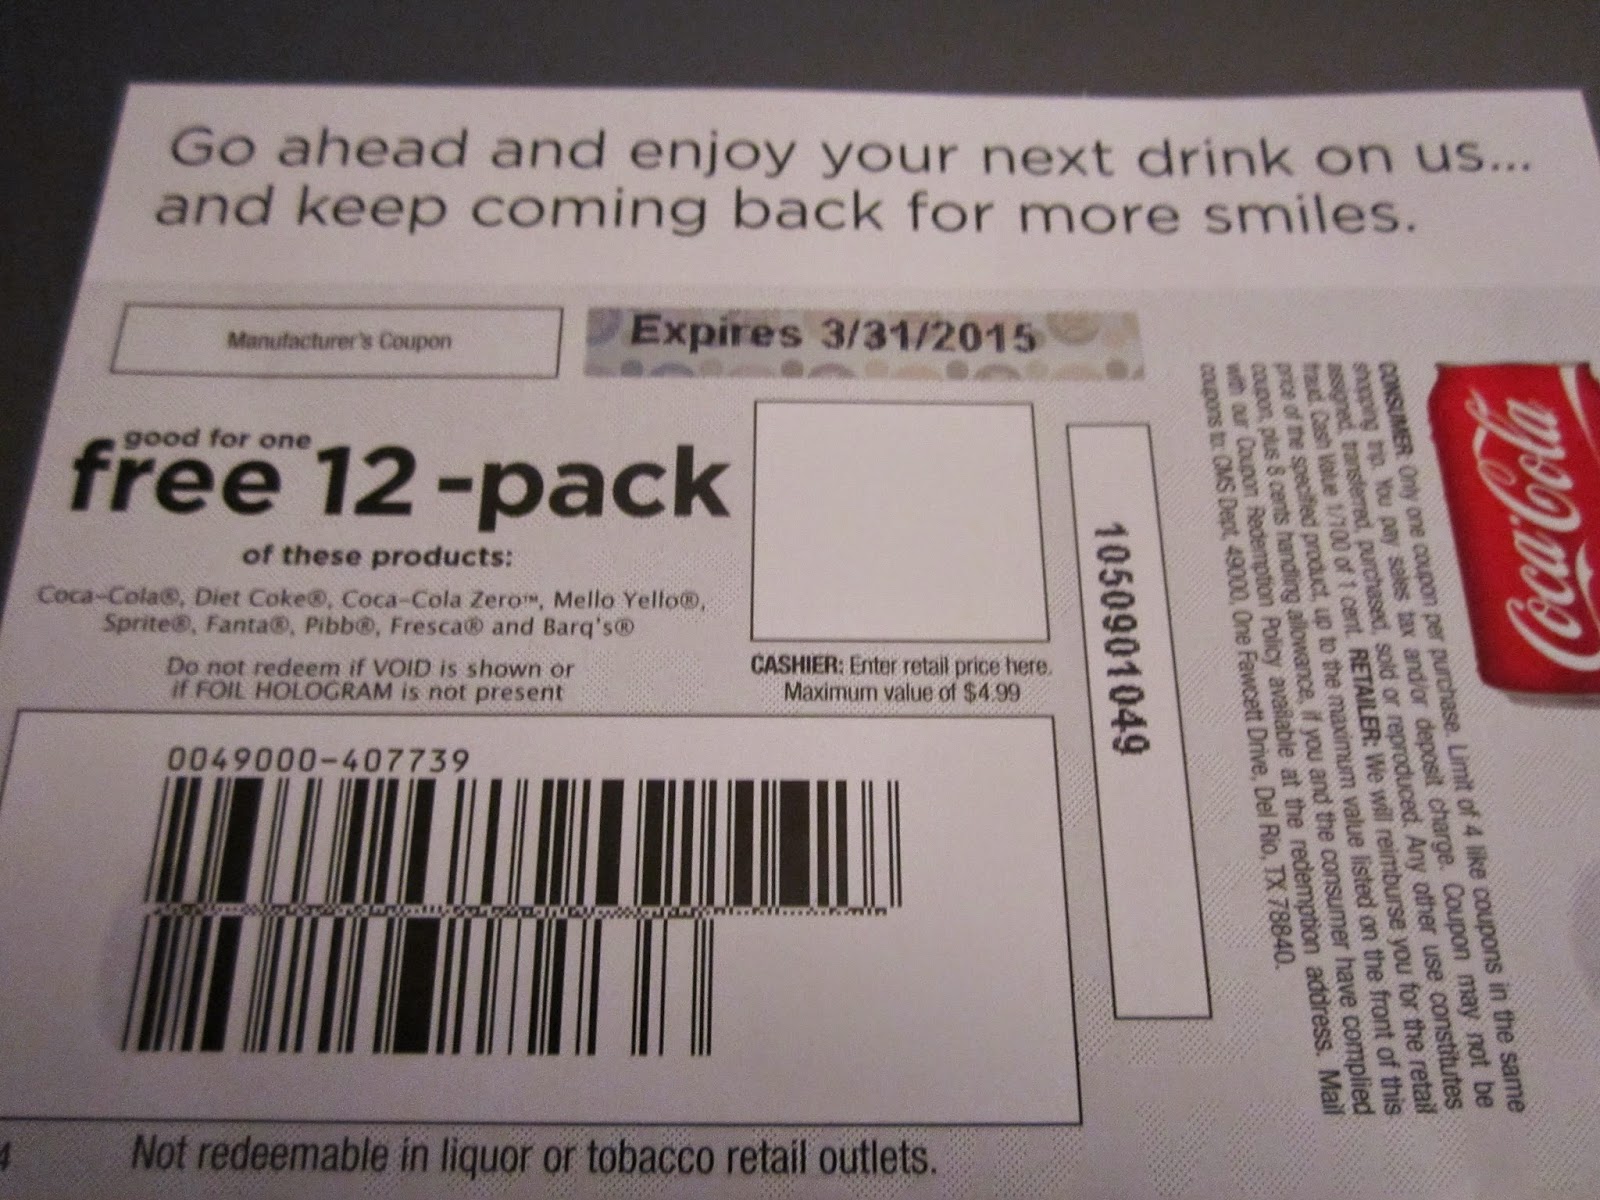 Go ahead and enjoy your next drink on us...
and keep coming back for more smiles.
Manufacturer's Coupon
Expires 3/31/2015
good for one
free 12-pack
of these products:
Coca-Cola®, Diet Coke®, Coca-Cola Zero™, Mello Yello®,
Sprite®, Fanta®, Pibb®, Fresca® and Barq's®
Do not redeem if VOID is shown or
if FOIL HOLOGRAM is not present
CASHIER: Enter retail price here.
Maximum value of $4.99
0049000-407739
1050901049
CONSUMER: Only one coupon per purchase. Limit of 4 like coupons in the same
shopping trip. You pay sales tax and/or deposit charge. Coupon may not be
assigned, transferred, purchased, sold or reproduced. Any other use constitutes
fraud. Cash Value 1/100 of 1 cent. RETAILER: We will reimburse you for the retail
price of the specified product, up to the maximum value listed on the front of this
coupon, plus 8 cents handling allowance, if you and the consumer have complied
with our Coupon Redemption Policy available at the redemption address. Mail
coupons to: CMS Dept. 49000, One Fawcett Drive, Del Rio, TX 78840.
Coca-Cola
4
Not redeemable in liquor or tobacco retail outlets.